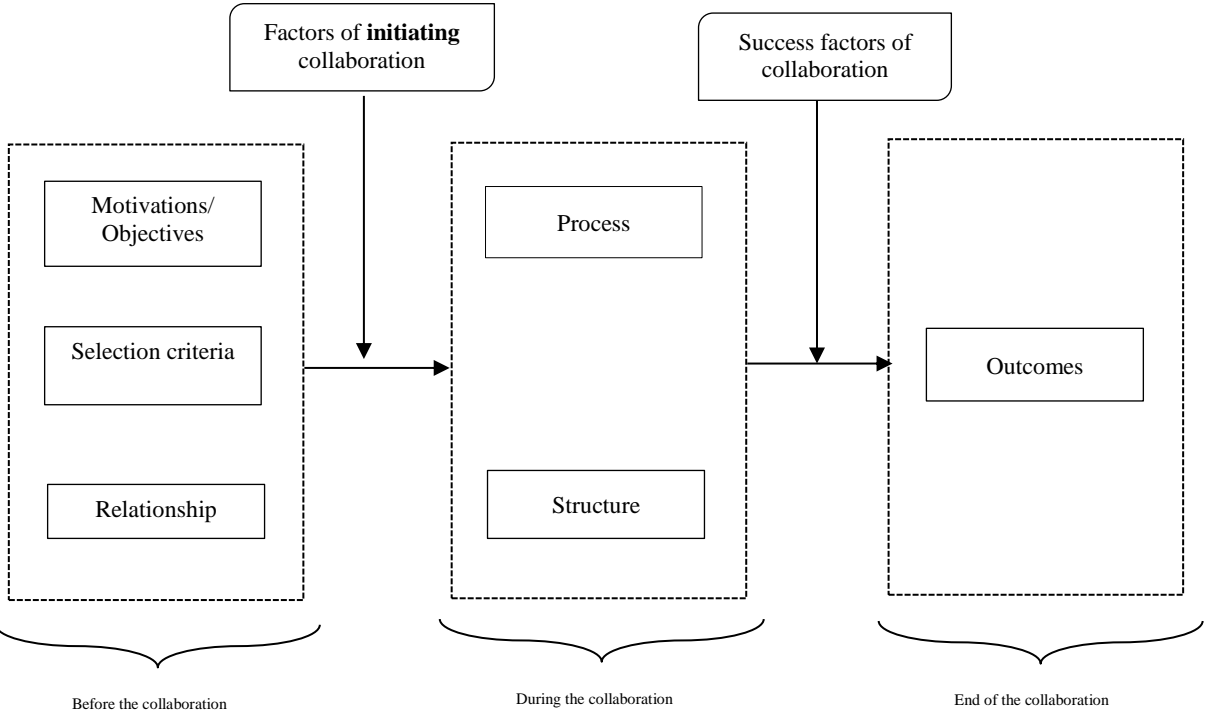 Factors of initiating
collaboration
Success factors of
collaboration
Motivations/
Objectives
Selection criteria
Relationship
Process
Structure
Outcomes
Before the collaboration
During the collaboration
End of the collaboration